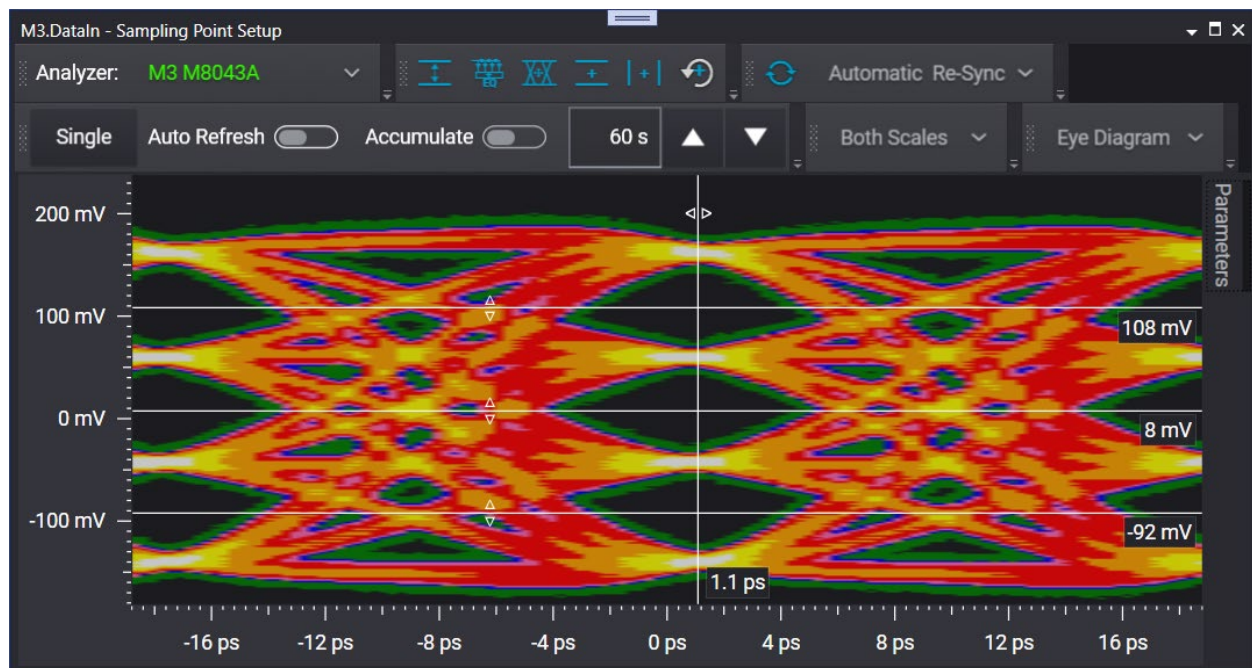 M3.DataIn - Sampling Point Setup
Analyzer: M3 M8043A
EQ
Automatic Re-Sync
Single
Auto Refresh
Accumulate
60 s
Both Scales
Eye Diagram
Parameters
200 mV
100 mV
108 mV
0 mV
8 mV
-100 mV
-92 mV
1.1 ps
-16 ps -12 ps -8 ps -4 ps 0 ps 4 ps 8 ps 12 ps 16 ps